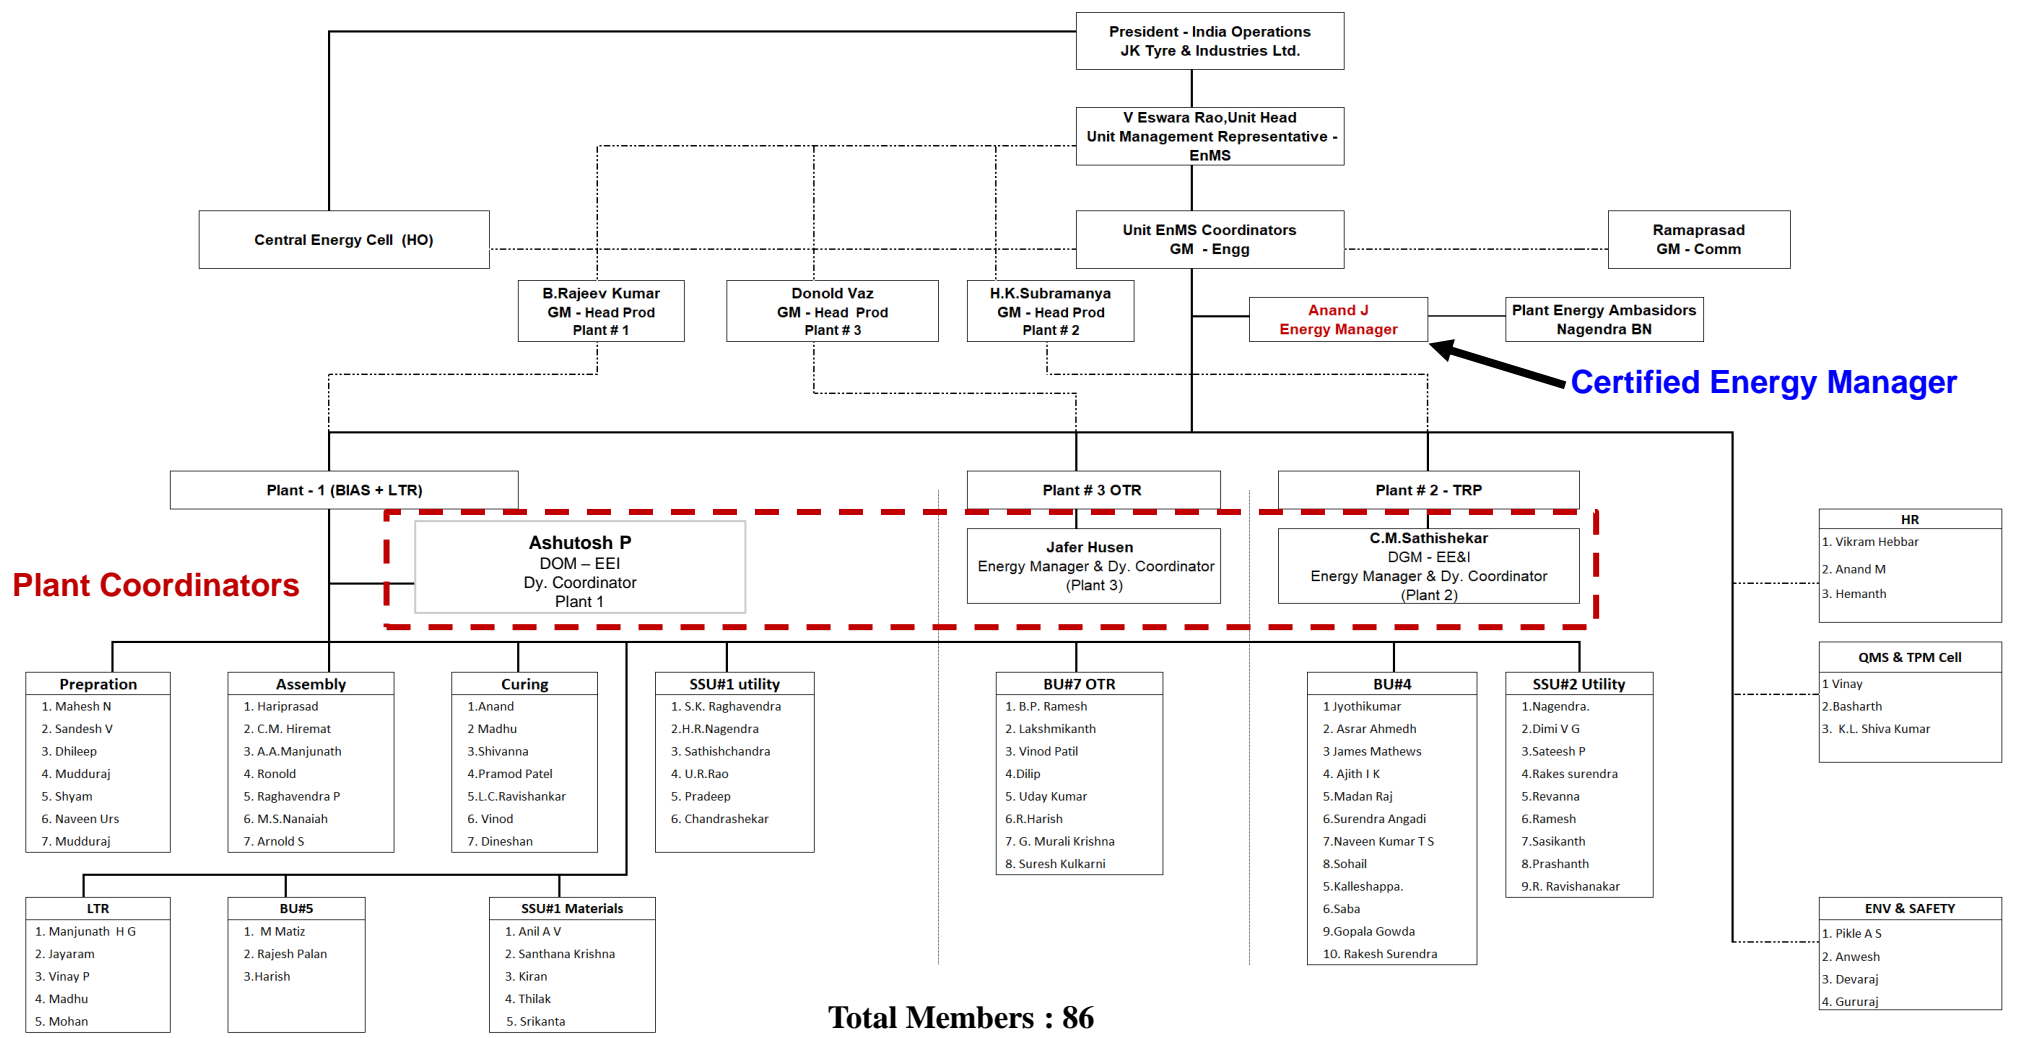 President - India Operations
JK Tyre & Industries Ltd.
V Eswara Rao,Unit Head
Unit Management Representative -
EnMS
Central Energy Cell (HO)
Unit EnMS Coordinators
GM - Engg
Ramaprasad
GM - Comm
B.Rajeev Kumar
GM - Head Prod
Plant # 1
Donold Vaz
GM - Head Prod
Plant # 3
H.K.Subramanya
GM - Head Prod
Plant # 2
Anand J
Energy Manager
Plant Energy Ambasidors
Nagendra BN
Certified Energy Manager
Plant - 1 (BIAS + LTR)
Plant # 3 OTR
Plant # 2 - TRP
Plant Coordinators
Ashutosh P
DOM – EEI
Dy. Coordinator
Plant 1
Jafer Husen
Energy Manager & Dy. Coordinator
(Plant 3)
C.M.Sathishekar
DGM - EE&I
Energy Manager & Dy. Coordinator
(Plant 2)
HR
1. Vikram Hebbar
2. Anand M
3. Hemanth
QMS & TPM Cell
1 Vinay
2.Basharth
3. K.L. Shiva Kumar
ENV & SAFETY
1. Pikle A S
2. Anwesh
3. Devaraj
4. Gururaj
Prepration
1. Mahesh N
2. Sandesh V
3. Dhileep
4. Mudduraj
5. Shyam
6. Naveen Urs
7. Mudduraj
Assembly
1. Hariprasad
2. C.M. Hiremat
3. A.A.Manjunath
4. Ronold
5. Raghavendra P
6. M.S.Nanaiah
7. Arnold S
Curing
1.Anand
2 Madhu
3.Shivanna
4.Pramod Patel
5.L.C.Ravishankar
6. Vinod
7. Dineshan
SSU#1 utility
1. S.K. Raghavendra
2.H.R.Nagendra
3. Sathishchandra
4. U.R.Rao
5. Pradeep
6. Chandrashekar
BU#7 OTR
1. B.P. Ramesh
2. Lakshmikanth
3. Vinod Patil
4.Dilip
5. Uday Kumar
6.R.Harish
7. G. Murali Krishna
8. Suresh Kulkarni
BU#4
1 Jyothikumar
2. Asrar Ahmedh
3 James Mathews
4. Ajith I K
5.Madan Raj
6.Surendra Angadi
7.Naveen Kumar T S
8.Sohail
5.Kalleshappa.
6.Saba
9.Gopala Gowda
10. Rakesh Surendra
SSU#2 Utility
1.Nagendra.
2.Dimi V G
3.Sateesh P
4.Rakes surendra
5.Revanna
6.Ramesh
7.Sasikanth
8.Prashanth
9.R. Ravishanakar
LTR
1. Manjunath H G
2. Jayaram
3. Vinay P
4. Madhu
5. Mohan
BU#5
1. M Matiz
2. Rajesh Palan
3.Harish
SSU#1 Materials
1. Anil A V
2. Santhana Krishna
3. Kiran
4. Thilak
5. Srikanta
Total Members : 86